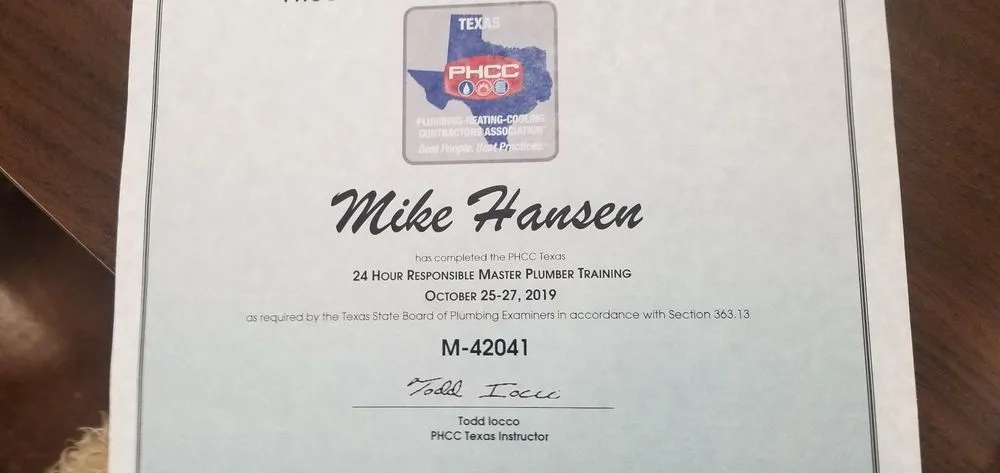 TEXAS
PHCC
PLUMBING-HEATING-COOLING
CONTRACTORS ASSOCIATION
Best People. Best Practices.
Mike Hansen
has completed the PHCC Texas
24 Hour Responsible Master Plumber Training
October 25-27, 2019
as required by the Texas State Board of Plumbing Examiners in accordance with Section 363.13
M-42041
Todd Iocco
Todd Iocco
PHCC Texas Instructor